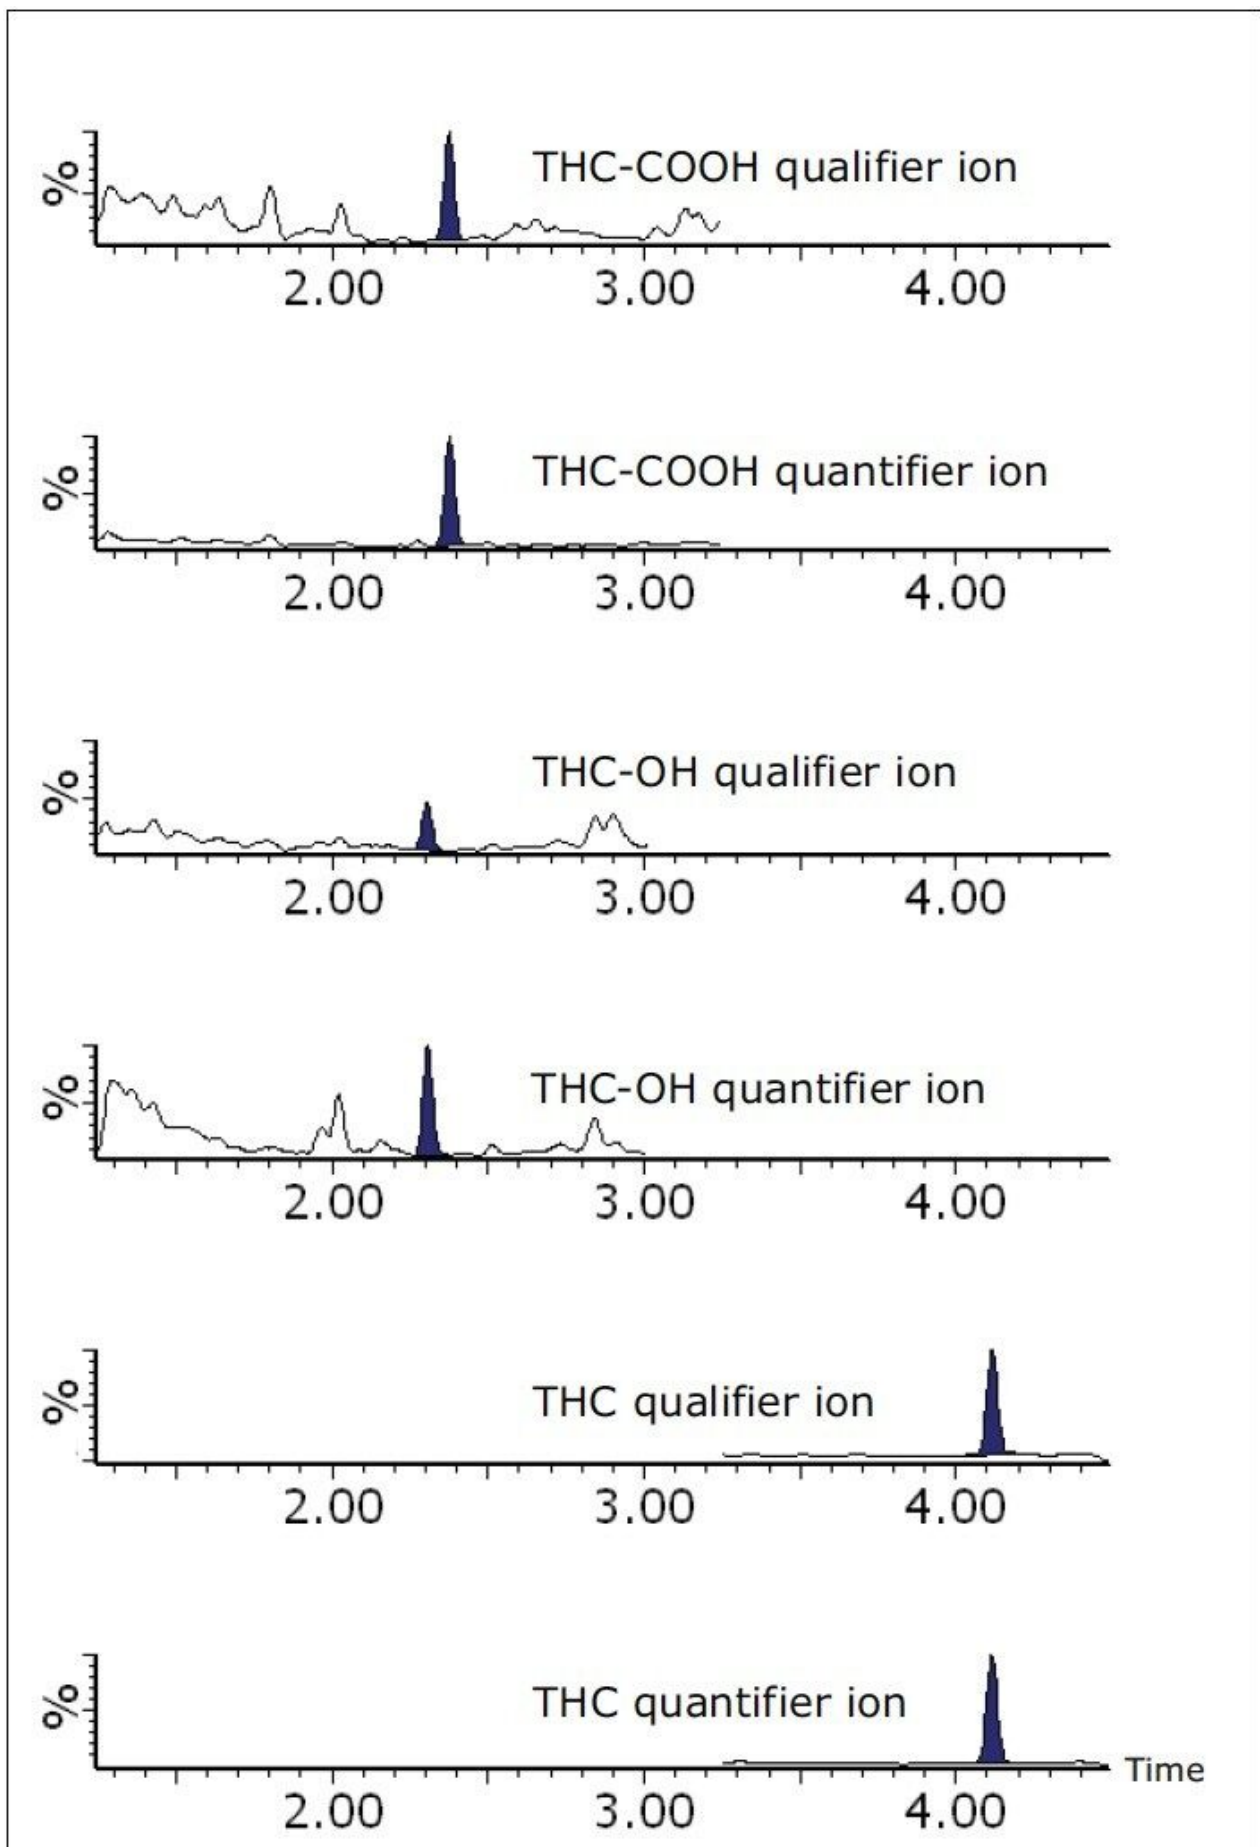 THC-COOH qualifier ion
%
2.00 3.00 4.00
THC-COOH quantifier ion
%
2.00 3.00 4.00
THC-OH qualifier ion
%
2.00 3.00 4.00
THC-OH quantifier ion
%
2.00 3.00 4.00
THC qualifier ion
%
2.00 3.00 4.00
THC quantifier ion
%
Time
2.00 3.00 4.00